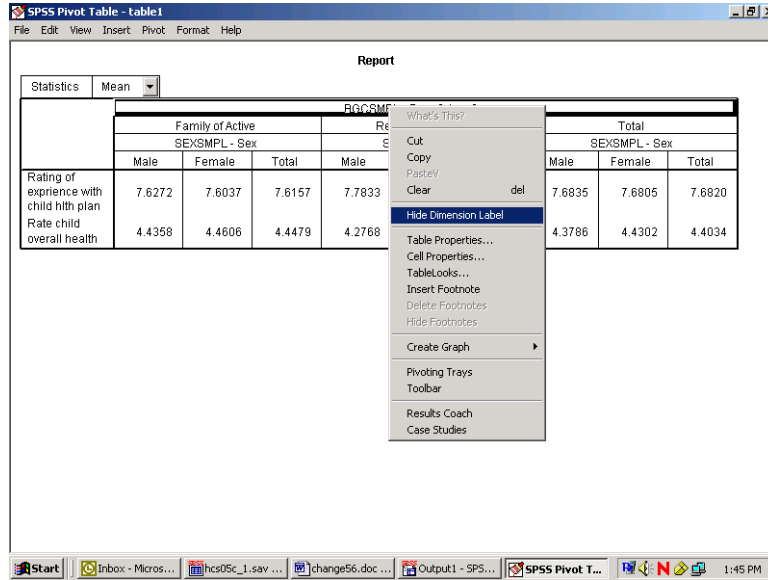 SPSS Pivot Table - table1
File Edit View Insert Pivot Format Help
Report
Statistics Mean
Family of Active Total
SEXSMPL - Sex SEXSMPL - Sex
Male Female Total Male Male Female Total
Rating of
exprience with
child hlth plan
7.6272 7.6037 7.6157 7.7833 7.6835 7.6805 7.6820
Rate child
overall health
4.4358 4.4606 4.4479 4.2768 4.3786 4.4302 4.4034
What's This?
Cut
Copy
PasteV
Clear del
Hide Dimension Label
Table Properties...
Cell Properties...
TableLooks...
Insert Footnote
Delete Footnotes
Hide Footnotes
Create Graph
Pivoting Trays
Toolbar
Results Coach
Case Studies
Start Inbox - Micros... hcs05c_1.sav ... change56.doc ... Output1 - SPS... SPSS Pivot T... N 1:45 PM